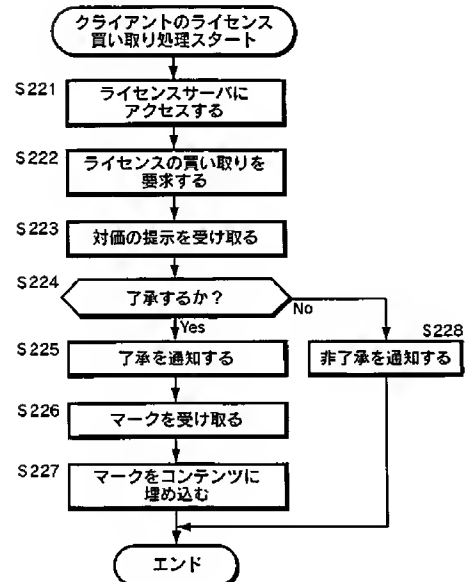 クライアントのライセンス
買い取り処理スタート
S221
ライセンスサーバに
アクセスする
S222
ライセンスの買い取りを
要求する
S223
対価の提示を受け取る
S224
了承するか?
No
Yes
S228
S225
了承を通知する
非了承を通知する
S226
マークを受け取る
S227
マークをコンテンツに
埋め込む
エンド